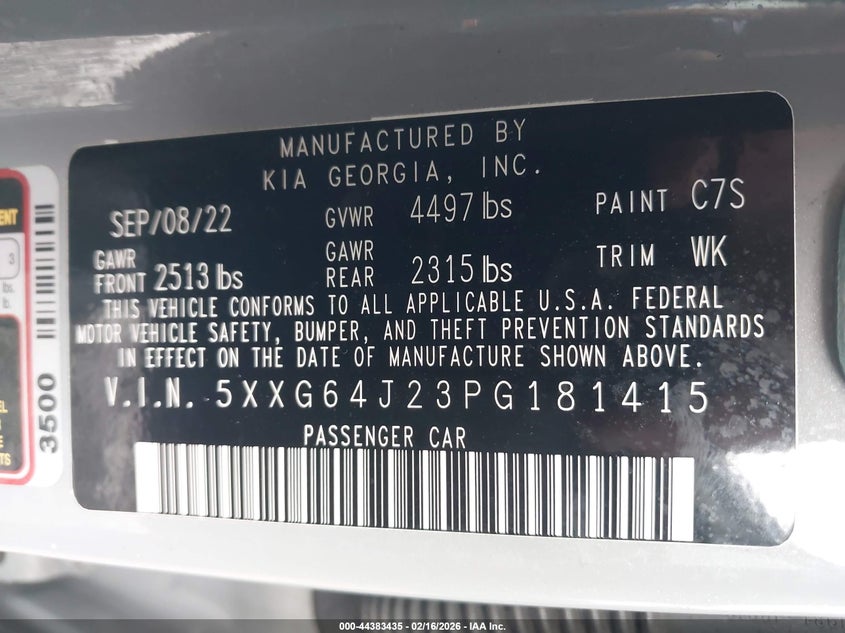 MANUFACTURED BY
KIA GEORGIA, INC.
SEP/08/22 GVWR 4497 lbs PAINT C7S
GAWR FRONT 2513 lbs GAWR REAR 2315 lbs TRIM WK
THIS VEHICLE CONFORMS TO ALL APPLICABLE U.S.A. FEDERAL
MOTOR VEHICLE SAFETY, BUMPER, AND THEFT PREVENTION STANDARDS
IN EFFECT ON THE DATE OF MANUFACTURE SHOWN ABOVE.
V.I.N. 5XXG64J23PG181415
PASSENGER CAR
3500
3
lbs.
lb.
000-44383435 - 02/16/2026 - IAA Inc.